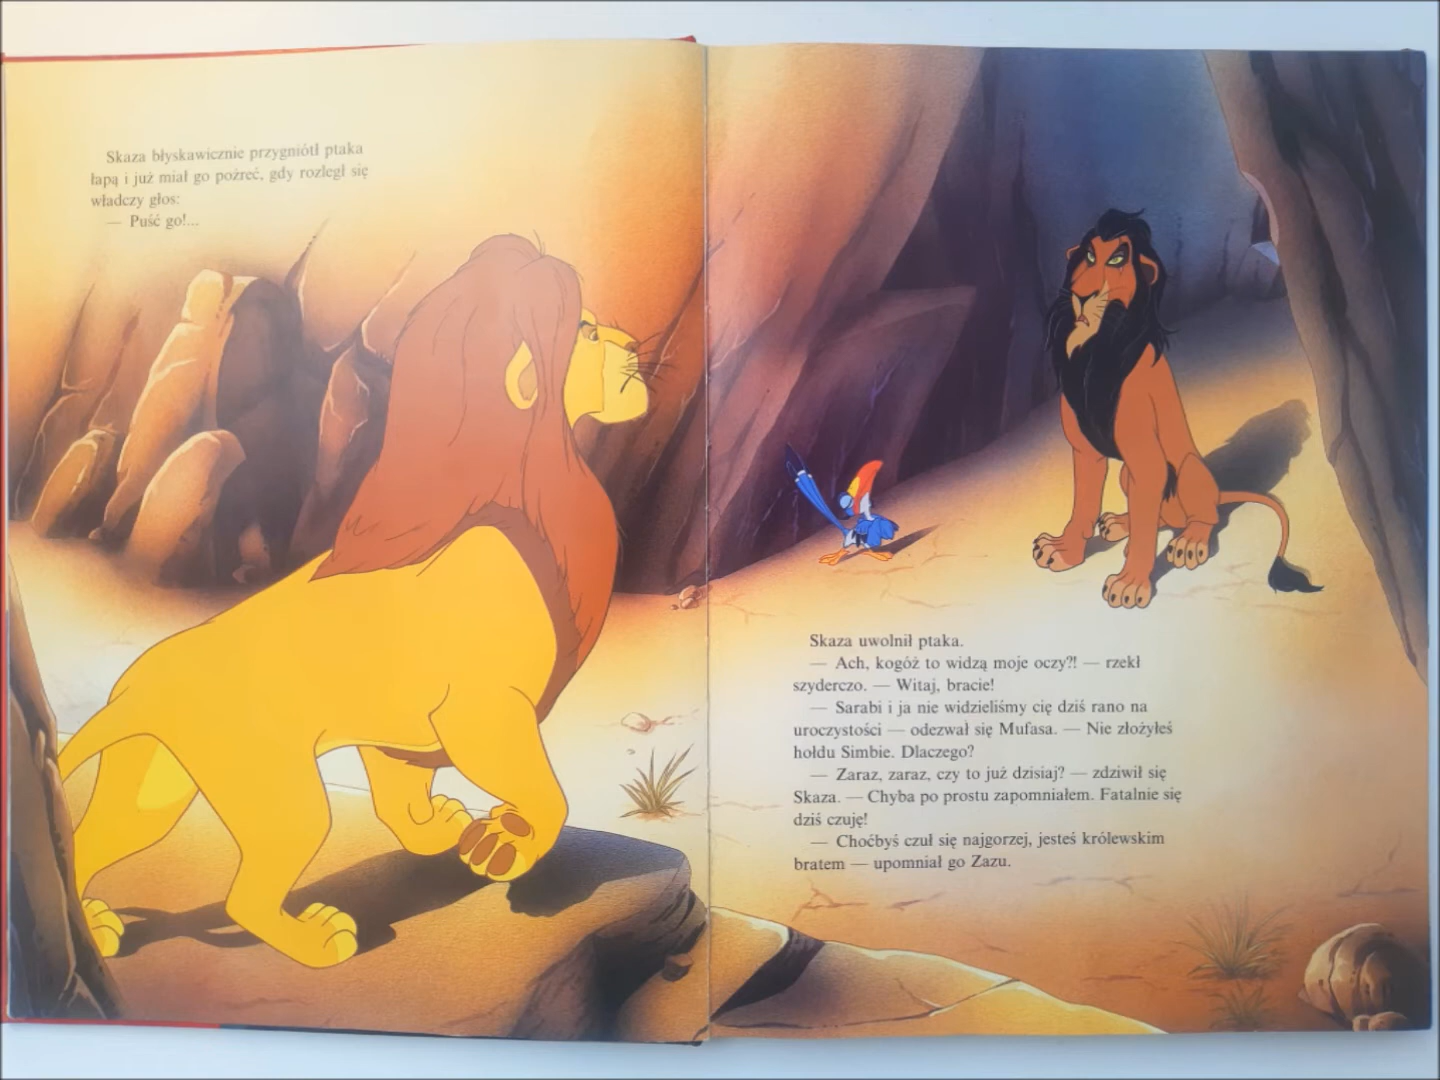 Skaza błyskawicznie przygniótł ptaka
łapą i już miał go pożreć, gdy rozległ się
władczy głos:
— Puść go!...
Skaza uwolnił ptaka.
— Ach, kogóż to widzą moje oczy?! — rzekł
szyderczo. — Witaj, bracie!
— Sarabi i ja nie widzieliśmy cię dziś rano na
uroczystości — odezwał się Mufasa. — Nie złożyłeś
hołdu Simbie. Dlaczego?
— Zaraz, zaraz, czy to już dzisiaj? — zdziwił się
Skaza. — Chyba po prostu zapomniałem. Fatalnie się
dziś czuję!
— Choćbyś czuł się najgorzej, jesteś królewskim
bratem — upomniał go Zazu.